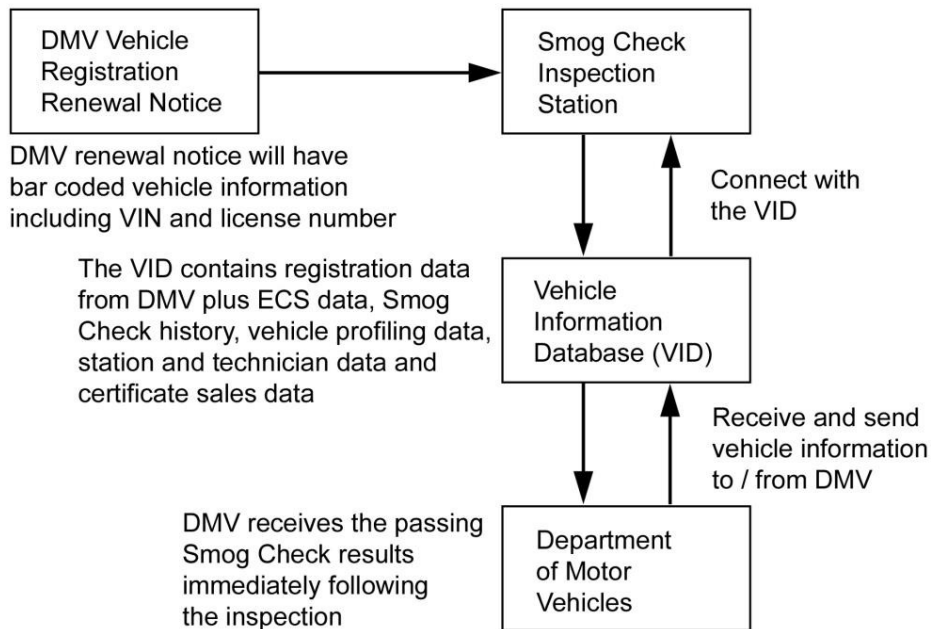 DMV Vehicle
Registration
Renewal Notice
Smog Check
Inspection
Station
DMV renewal notice will have
bar coded vehicle information
including VIN and license number
Connect with
the VID
The VID contains registration data
from DMV plus ECS data, Smog
Check history, vehicle profiling data,
station and technician data and
certificate sales data
Vehicle
Information
Database (VID)
Receive and send
vehicle information
to / from DMV
DMV receives the passing
Smog Check results
immediately following
the inspection
Department
of Motor
Vehicles